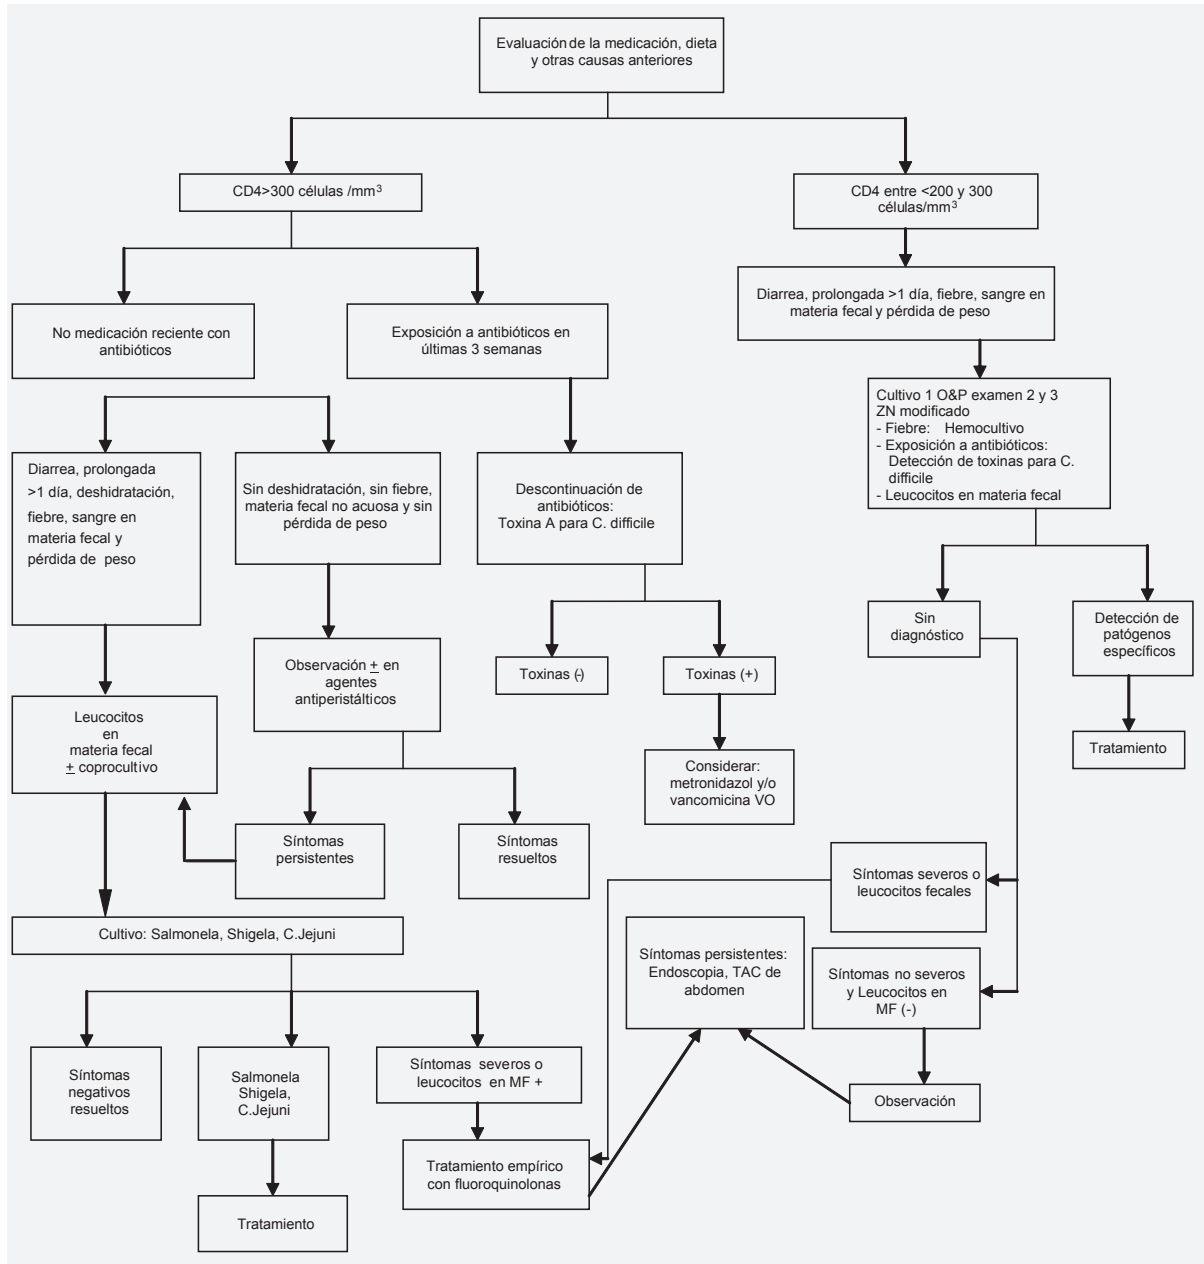 Evaluación de la medicación, dieta
y otras causas anteriores
CD4>300 células /mm³
CD4 entre <200 y 300
células/mm³
No medicación reciente con
antibióticos
Exposición a antibióticos en
últimas 3 semanas
Diarrea, prolongada >1 día, fiebre, sangre en
materia fecal y pérdida de peso
Diarrea, prolongada
>1 día, deshidratación,
fiebre, sangre en
materia fecal y
pérdida de peso
Sin deshidratación, sin fiebre,
materia fecal no acuosa y sin
pérdida de peso
Descontinuación de
antibióticos:
Toxina A para C. difficile
Cultivo 1 O&P examen 2 y 3
ZN modificado
- Fiebre: Hemocultivo
- Exposición a antibióticos:
Detección de toxinas para C.
difficile
- Leucocitos en materia fecal
Sin
diagnóstico
Detección de
patógenos
específicos
Observación ± en
agentes
antiperistálticos
Toxinas (-)
Toxinas (+)
Leucocitos
en
materia fecal
± coprocultivo
Tratamiento
Considerar:
metronidazol y/o
vancomicina VO
Síntomas
persistentes
Síntomas
resueltos
Síntomas severos o
leucocitos fecales
Cultivo: Salmonela, Shigela, C.Jejuni
Síntomas persistentes:
Endoscopia, TAC de
abdomen
Síntomas no severos
y Leucocitos en
MF (-)
Síntomas
negativos
resueltos
Salmonela
Shigela,
C.Jejuni
Síntomas severos o
leucocitos en MF +
Observación
Tratamiento empírico
con fluoroquinolonas
Tratamiento